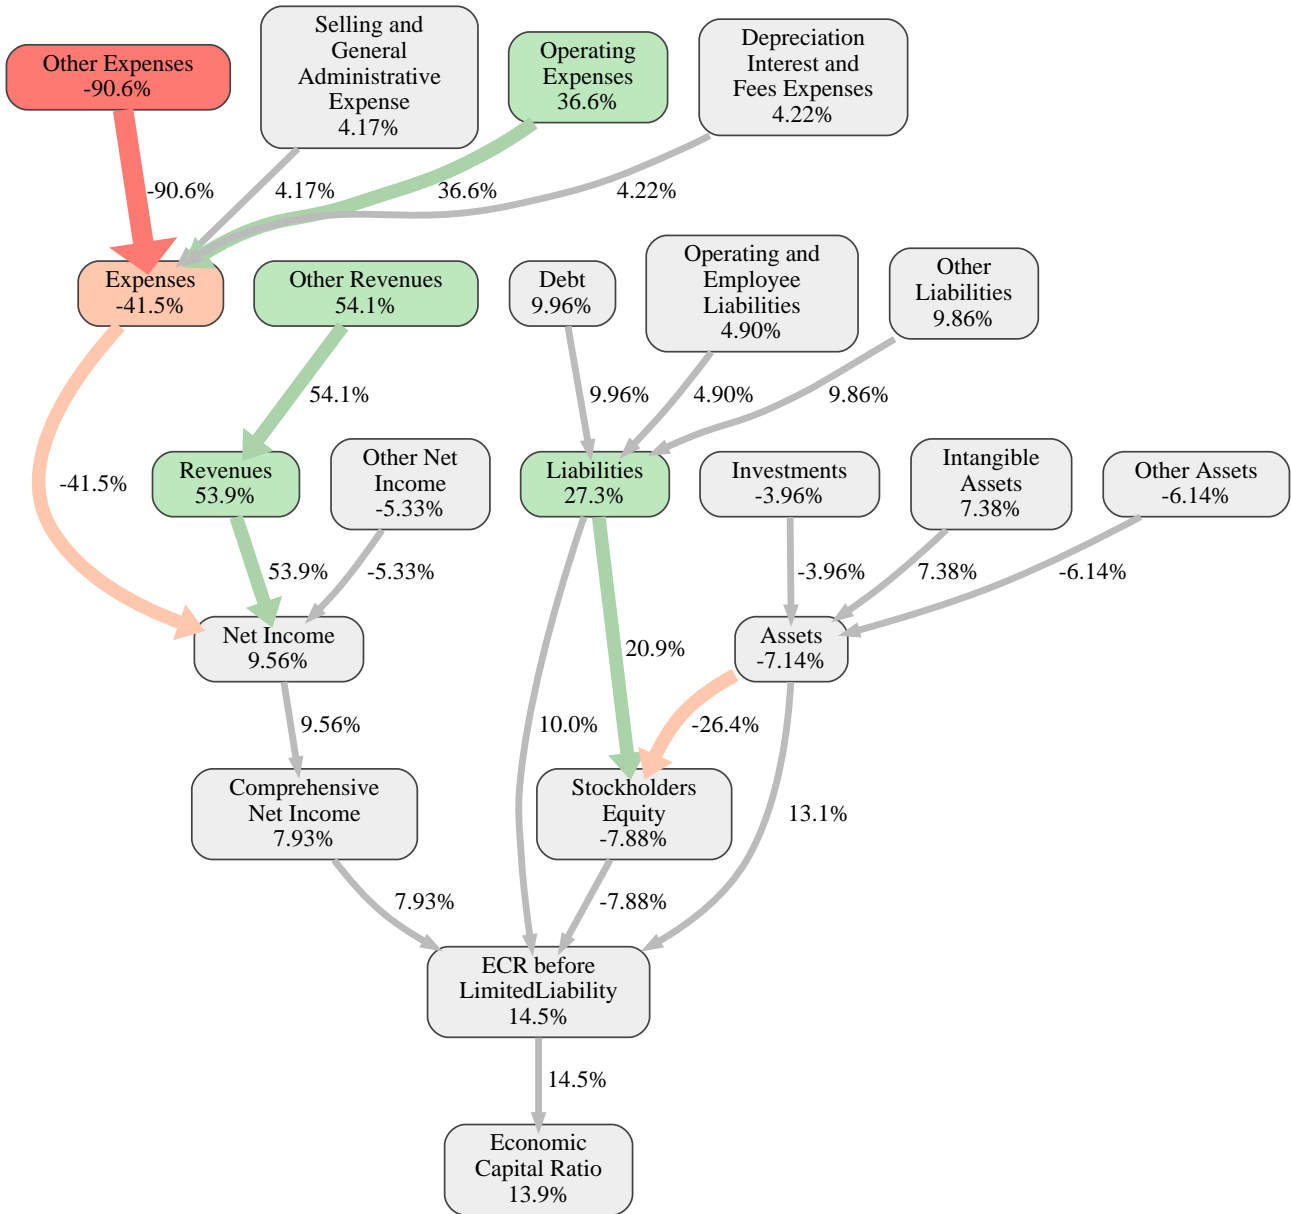 Other Expenses
-90.6%
Selling and
General
Administrative
Expense
4.17%
Operating
Expenses
36.6%
Depreciation
Interest and
Fees Expenses
4.22%
-90.6%
4.17%
36.6%
4.22%
Expenses
-41.5%
Other Revenues
54.1%
Debt
9.96%
Operating and
Employee
Liabilities
4.90%
Other
Liabilities
9.86%
54.1%
9.96%
4.90%
9.86%
-41.5%
Revenues
53.9%
Other Net
Income
-5.33%
Liabilities
27.3%
Investments
-3.96%
Intangible
Assets
7.38%
Other Assets
-6.14%
53.9%
-5.33%
-3.96%
7.38%
-6.14%
Net Income
9.56%
20.9%
Assets
-7.14%
9.56%
10.0%
-26.4%
Comprehensive
Net Income
7.93%
Stockholders
Equity
-7.88%
13.1%
7.93%
-7.88%
ECR before
LimitedLiability
14.5%
14.5%
Economic
Capital Ratio
13.9%